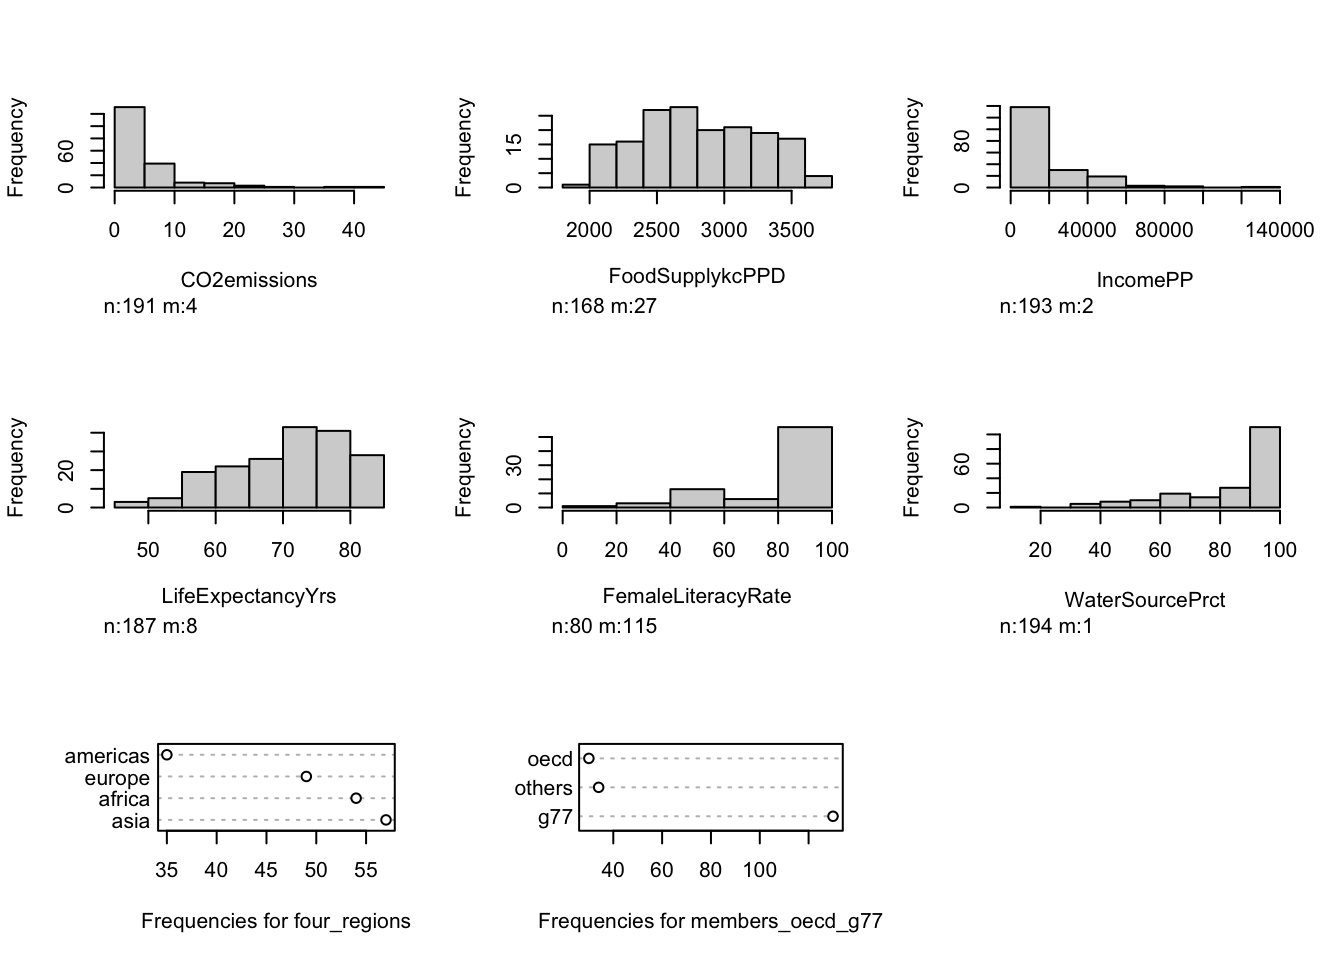 Frequency
0 60
0 10 20 30 40
CO2emissions
n:191 m:4
Frequency
0 15
2000 2500 3000 3500
FoodSupplykcPPD
n:168 m:27
Frequency
0 80
0 40000 80000 140000
IncomePP
n:193 m:2
Frequency
0 20
50 60 70 80
LifeExpectancyYrs
n:187 m:8
Frequency
0 30
0 20 40 60 80 100
FemaleLiteracyRate
n:80 m:115
Frequency
0 60
20 40 60 80 100
WaterSourcePrct
n:194 m:1
americas
europe
africa
asia
35 40 45 50 55
Frequencies for four_regions
oecd
others
g77
40 60 80 100
Frequencies for members_oecd_g77